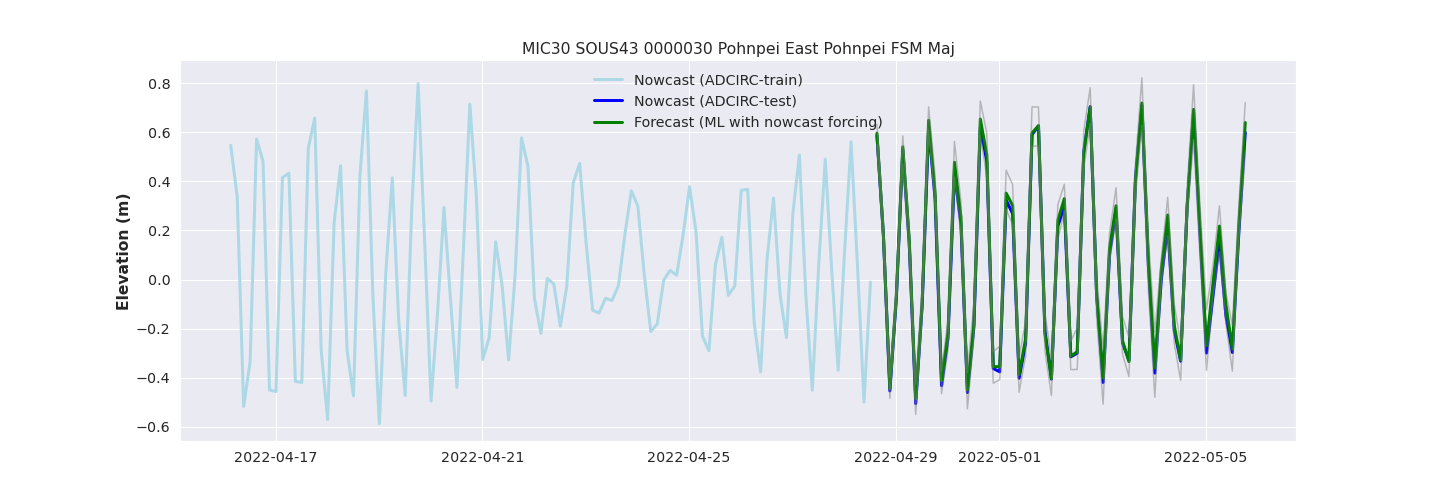 MIC30 SOUS43 0000030 Pohnpei East Pohnpei FSM Maj
Nowcast (ADCIRC-train)
Nowcast (ADCIRC-test)
Forecast (ML with nowcast forcing)
Elevation (m)
0.8
0.6
0.4
0.2
0.0
−0.2
−0.4
−0.6
2022-04-17 2022-04-21 2022-04-25 2022-04-29 2022-05-01 2022-05-05